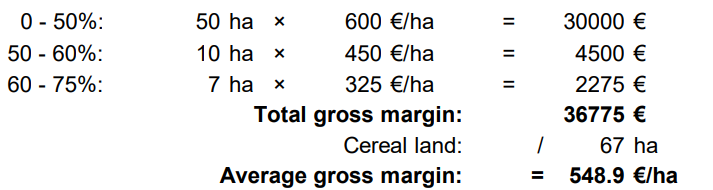 0 - 50%: 50 ha × 600 €/ha = 30000 €
50 - 60%: 10 ha × 450 €/ha = 4500 €
60 - 75%: 7 ha × 325 €/ha = 2275 €
Total gross margin: 36775 €
Cereal land: / 67 ha
Average gross margin: = 548.9 €/ha